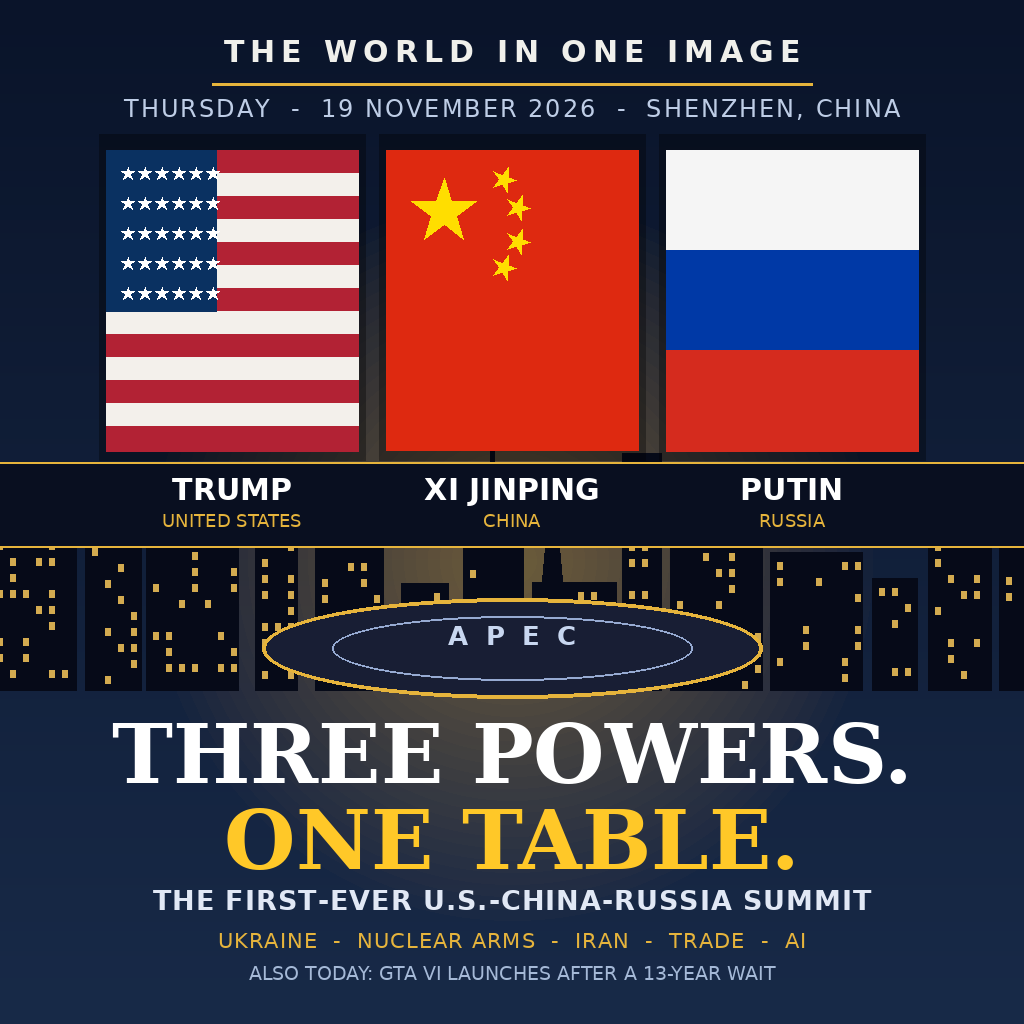 THE WORLD IN ONE IMAGE
THURSDAY - 19 NOVEMBER 2026 - SHENZHEN, CHINA
TRUMP
UNITED STATES
XI JINPING
CHINA
PUTIN
RUSSIA
APEC
THREE POWERS.
ONE TABLE.
THE FIRST-EVER U.S.-CHINA-RUSSIA SUMMIT
UKRAINE - NUCLEAR ARMS - IRAN - TRADE - AI
ALSO TODAY: GTA VI LAUNCHES AFTER A 13-YEAR WAIT